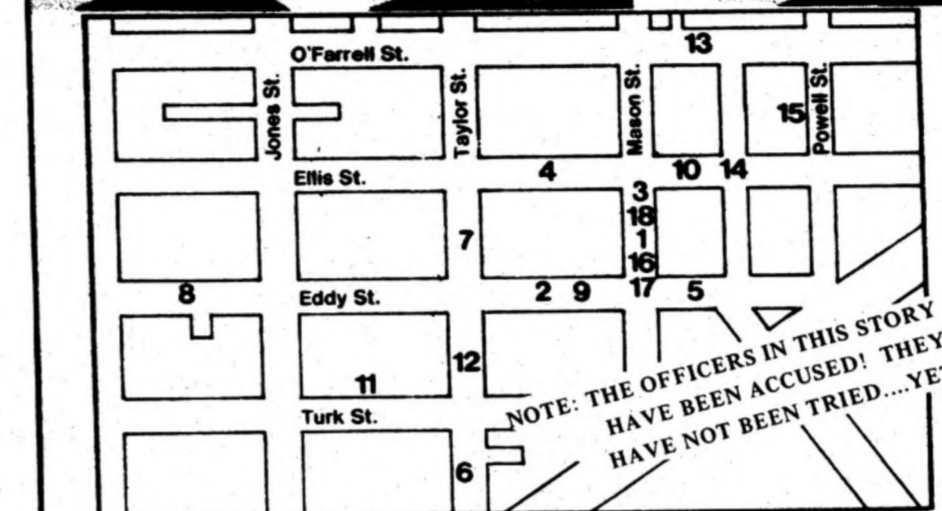 13
O'Farrell St.
Jones St.
Taylor St.
Mason St.
Powell St.
15
Ellis St.
4
10
14
3
18
7
1
16
8
Eddy St.
2
9
17
5
12
11
Turk St.
6
NOTE: THE OFFICERS IN THIS STORY
HAVE BEEN ACCUSED! THEY
HAVE NOT BEEN TRIED....YET